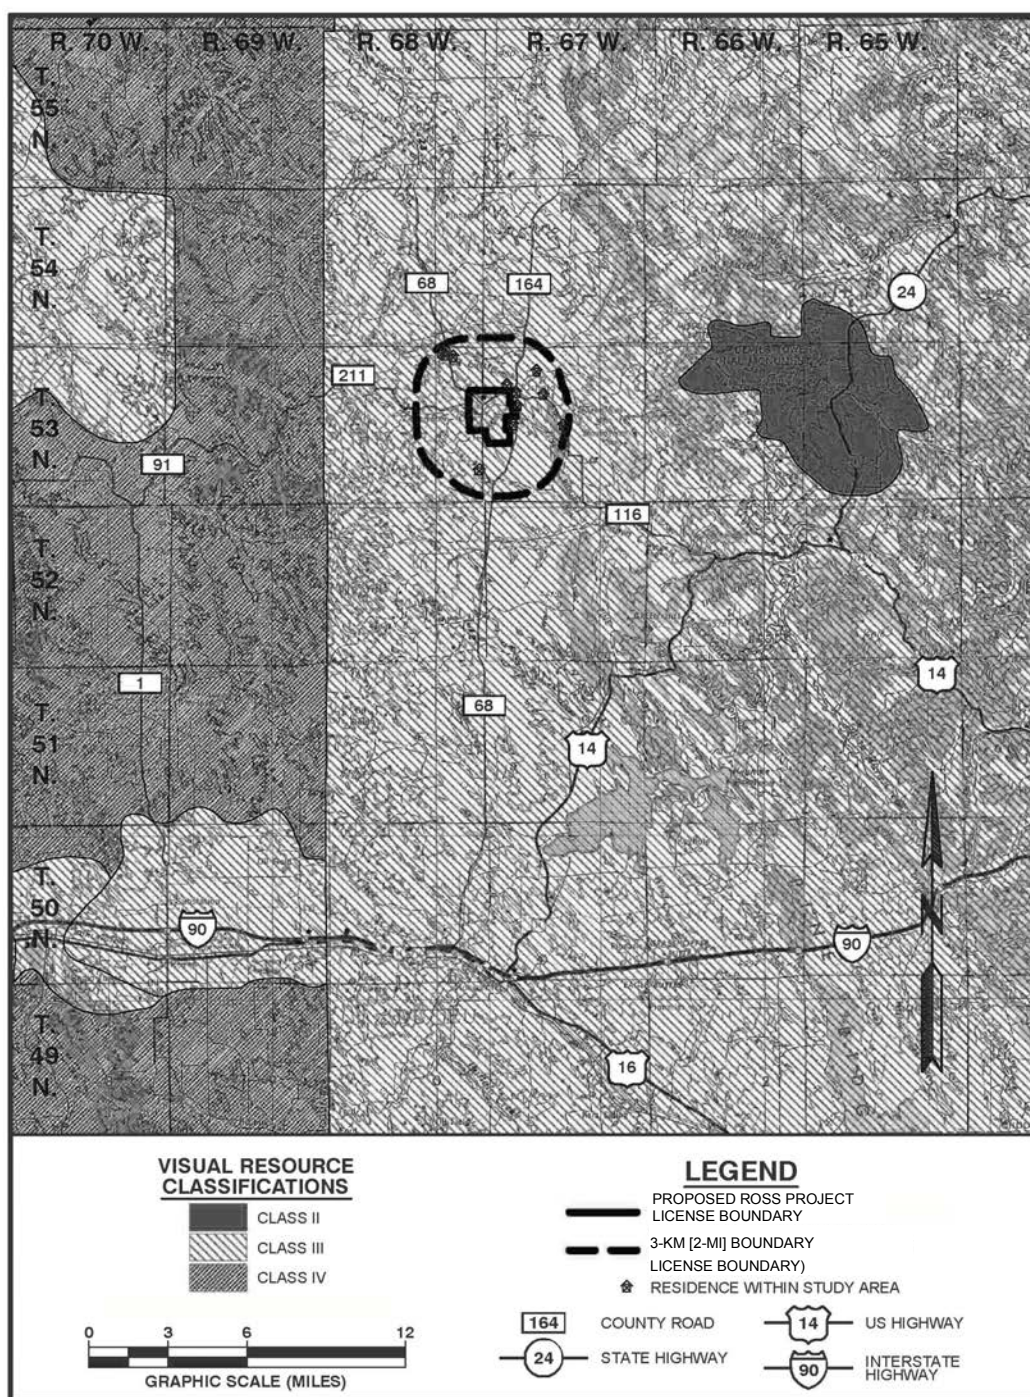 R. 70 W. R. 69 W. R. 68 W. R. 67 W. R. 66 W. R. 65 W.
T.
55
N.
T.
54
N.
68
164
24
211
T.
53
N.
91
116
T.
52
N.
1
14
68
T.
51
N.
14
T.
50
N.
90
N
90
T.
49
N.
16
VISUAL RESOURCE
CLASSIFICATIONS
CLASS II
CLASS III
CLASS IV
0 3 6 12
GRAPHIC SCALE (MILES)
LEGEND
PROPOSED ROSS PROJECT
LICENSE BOUNDARY
3-KM [2-MI] BOUNDARY
LICENSE BOUNDARY)
RESIDENCE WITHIN STUDY AREA
164 COUNTY ROAD
14 US HIGHWAY
24 STATE HIGHWAY
90 INTERSTATE
HIGHWAY